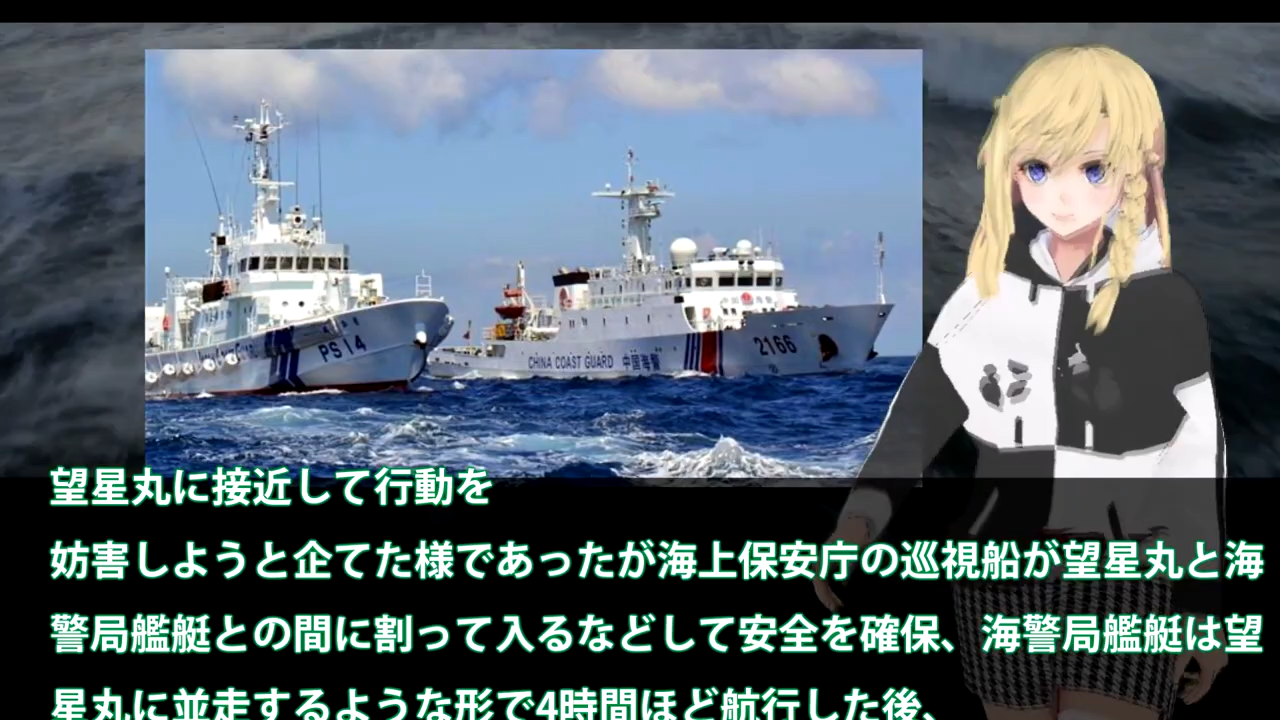 PS14
CHINA COAST GUARD 中国海警
2166
望星丸に接近して行動を
妨害しようと企てた様であったが海上保安庁の巡視船が望星丸と海
警局艦艇との間に割って入るなどして安全を確保、海警局艦艇は望
星丸に並走するような形で4時間ほど航行した後、